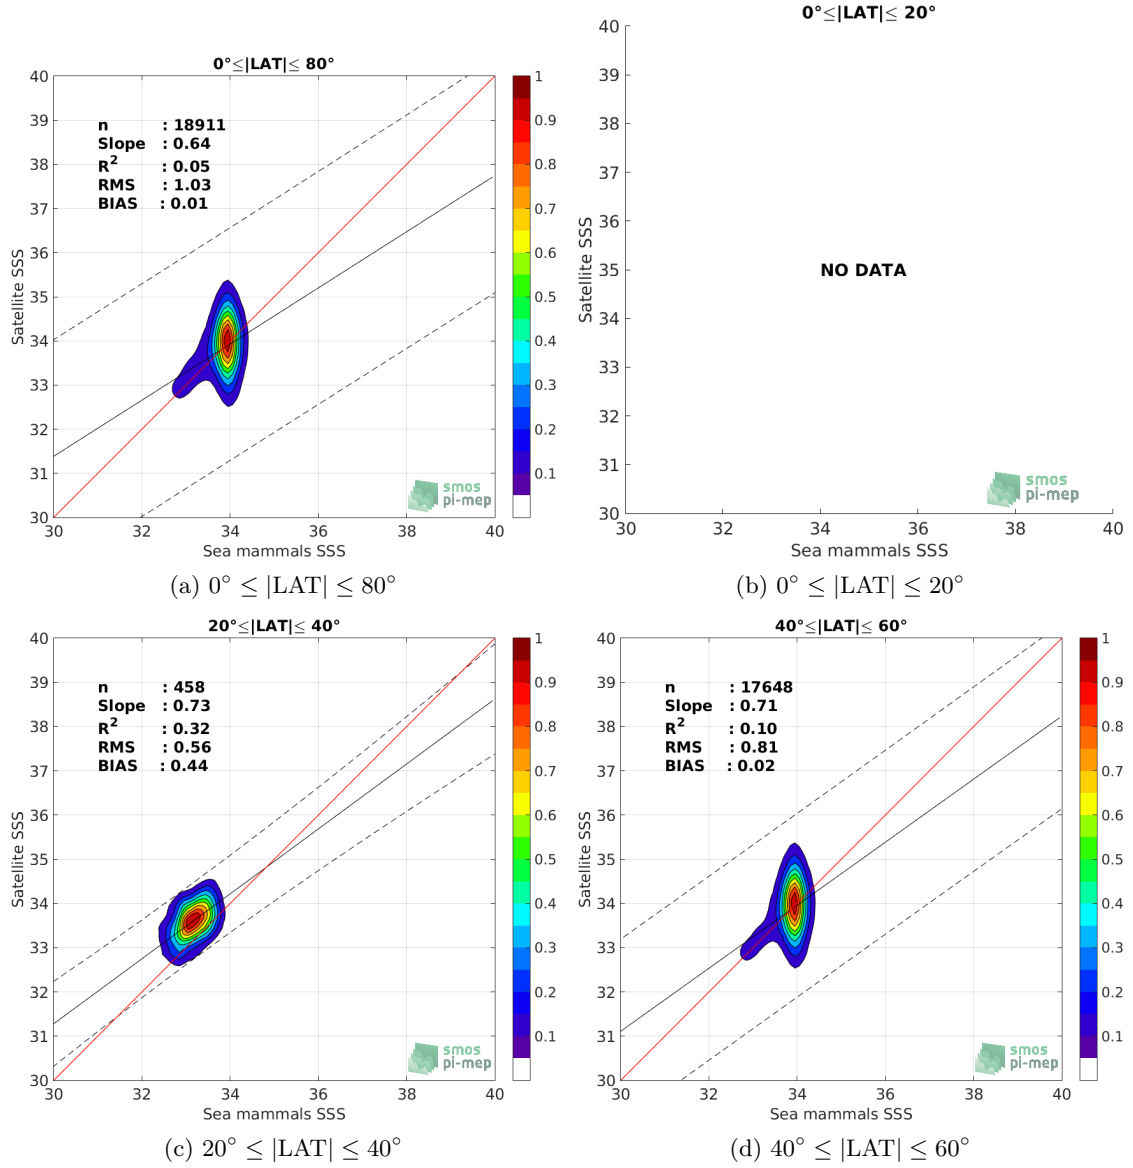 0°≤|LAT|≤ 80°
n : 18911
Slope : 0.64
R² : 0.05
RMS : 1.03
BIAS : 0.01
40
39
38
37
36
35
34
33
32
31
30
Satellite SSS
30 32 34 36 38 40
Sea mammals SSS
1
0.9
0.8
0.7
0.6
0.5
0.4
0.3
0.2
0.1
smos
pi-mep
(a) 0° ≤ |LAT| ≤ 80°
0°≤|LAT|≤ 20°
40
39
38
37
36
35
34
33
32
31
30
Satellite SSS
NO DATA
30 32 34 36 38 40
Sea mammals SSS
smos
pi-mep
(b) 0° ≤ |LAT| ≤ 20°
20°≤|LAT|≤ 40°
n : 458
Slope : 0.73
R² : 0.32
RMS : 0.56
BIAS : 0.44
40
39
38
37
36
35
34
33
32
31
30
Satellite SSS
30 32 34 36 38 40
Sea mammals SSS
1
0.9
0.8
0.7
0.6
0.5
0.4
0.3
0.2
0.1
smos
pi-mep
(c) 20° ≤ |LAT| ≤ 40°
40°≤|LAT|≤ 60°
n : 17648
Slope : 0.71
R² : 0.10
RMS : 0.81
BIAS : 0.02
40
39
38
37
36
35
34
33
32
31
30
Satellite SSS
30 32 34 36 38 40
Sea mammals SSS
1
0.9
0.8
0.7
0.6
0.5
0.4
0.3
0.2
0.1
smos
pi-mep
(d) 40° ≤ |LAT| ≤ 60°